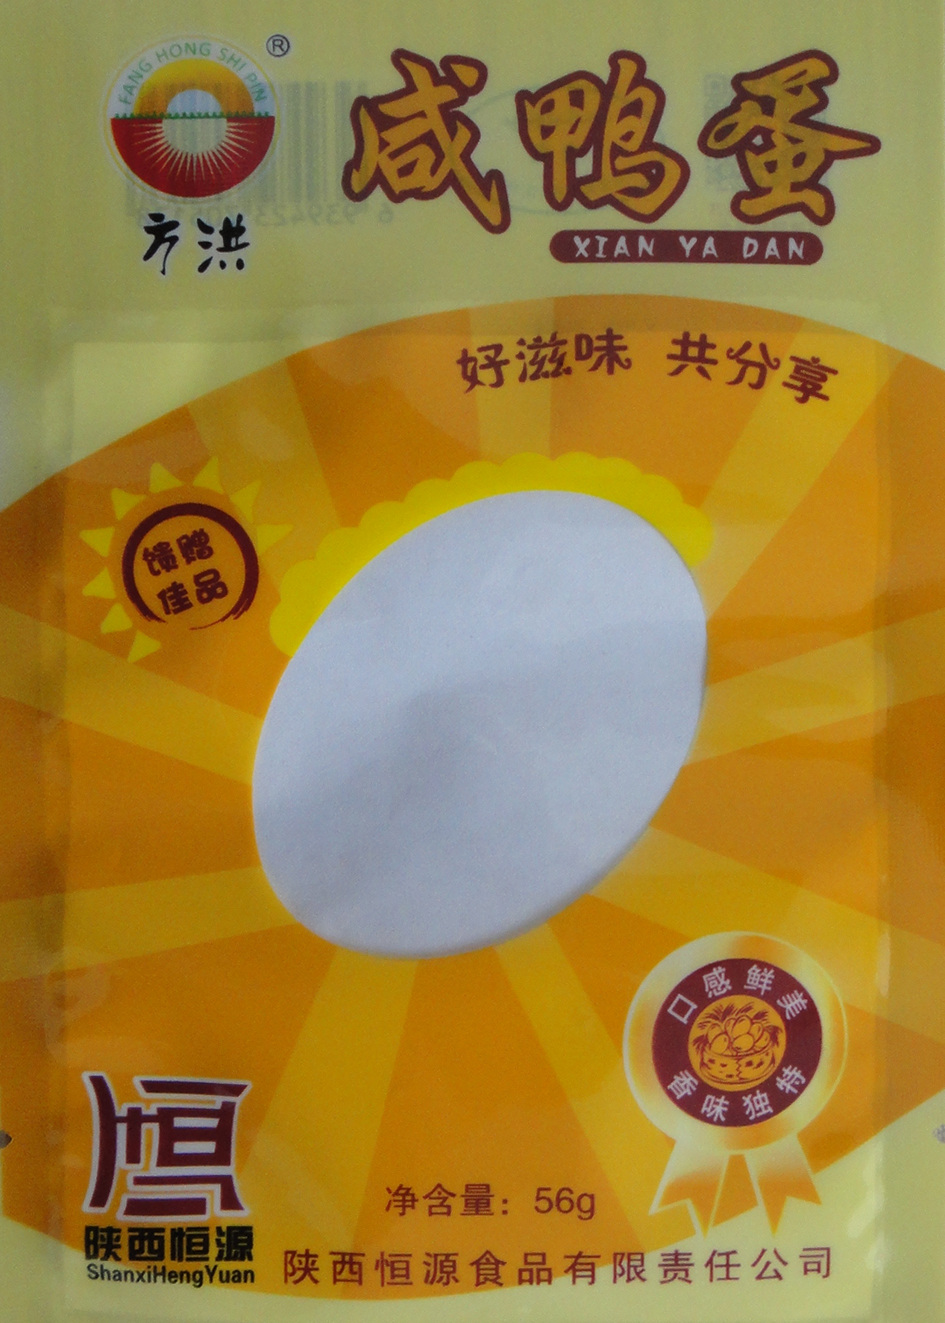 FANG HONG SHI PIN
®
方洪
咸鸭蛋
XIAN YA DAN
好滋味 共分享
馈赠
佳品
口感鲜美
香味独特
恒
陕西恒源
ShanxiHengYuan
净含量：56g
陕西恒源食品有限责任公司